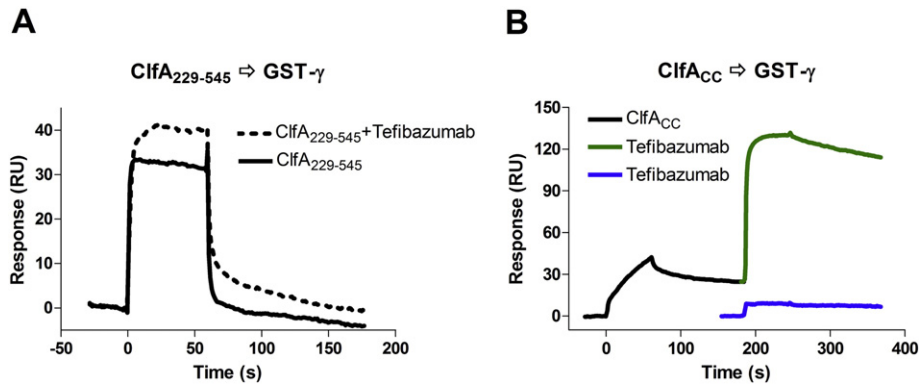 A
ClfA229-545 ⇨ GST-γ
Response (RU)
40
30
20
10
0
-50
0
50
100
150
200
Time (s)
ClfA229-545+Tefibazumab
ClfA229-545
B
ClfACC ⇨ GST-γ
Response (RU)
150
120
90
60
30
0
0
100
200
300
400
Time (s)
ClfACC
Tefibazumab
Tefibazumab